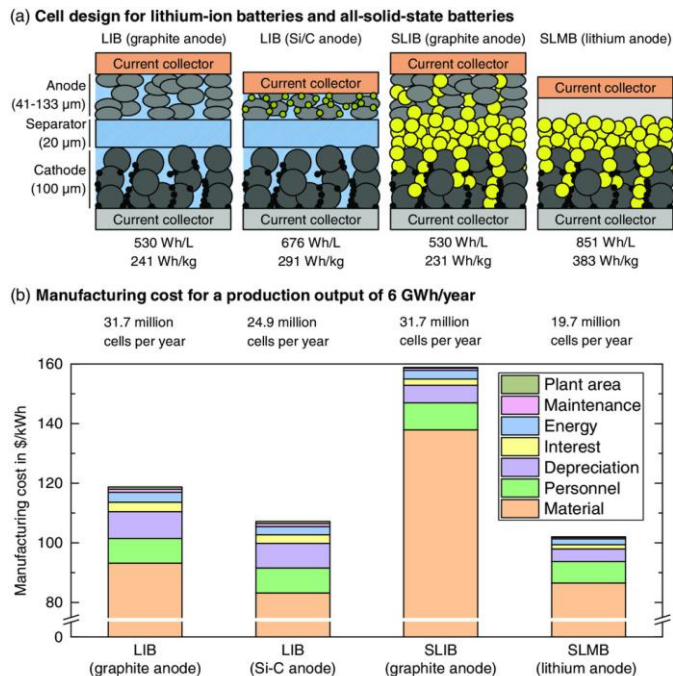 (a) Cell design for lithium-ion batteries and all-solid-state batteries
LIB (graphite anode)
LIB (Si/C anode)
SLIB (graphite anode)
SLMB (lithium anode)
Current collector
Current collector
Current collector
Current collector
Anode
(41-133 μm)
Separator
(20 μm)
Cathode
(100 μm)
Current collector
Current collector
Current collector
Current collector
530 Wh/L
241 Wh/kg
676 Wh/L
291 Wh/kg
530 Wh/L
231 Wh/kg
851 Wh/L
383 Wh/kg
(b) Manufacturing cost for a production output of 6 GWh/year
31.7 million
cells per year
24.9 million
cells per year
31.7 million
cells per year
19.7 million
cells per year
Manufacturing cost in $/kWh
160
140
120
100
80
0
Plant area
Maintenance
Energy
Interest
Depreciation
Personnel
Material
LIB
(graphite anode)
LIB
(Si-C anode)
SLIB
(graphite anode)
SLMB
(lithium anode)